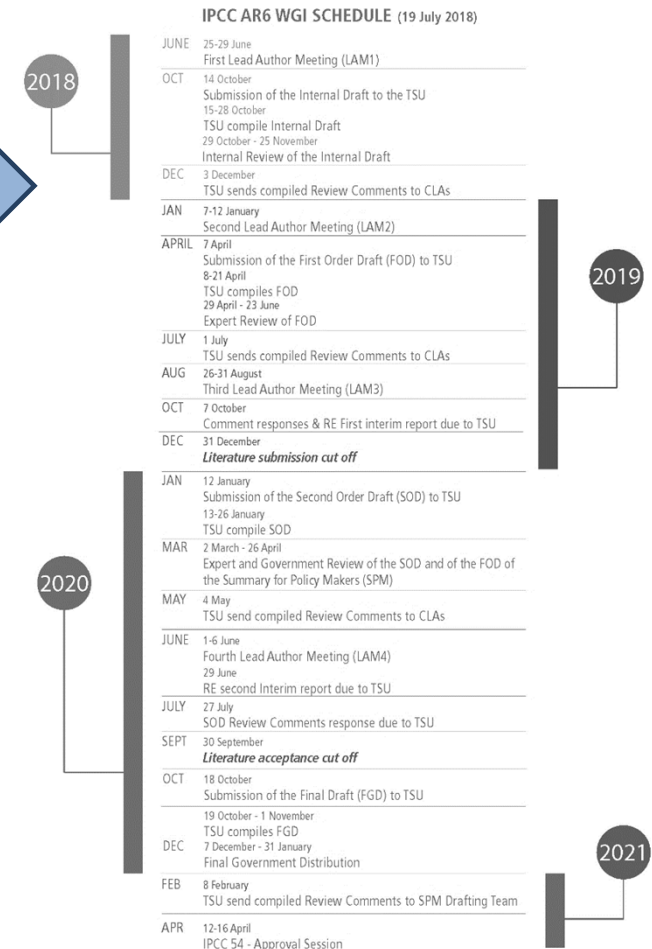 IPCC AR6 WGI SCHEDULE (19 July 2018)
2018
JUNE 25-29 June
First Lead Author Meeting (LAM1)
OCT 14 October
Submission of the Internal Draft to the TSU
15-28 October
TSU compile Internal Draft
29 October - 25 November
Internal Review of the Internal Draft
DEC 3 December
TSU sends compiled Review Comments to CLAs
2019
JAN 7-12 January
Second Lead Author Meeting (LAM2)
APRIL 7 April
Submission of the First Order Draft (FOD) to TSU
8-21 April
TSU compiles FOD
29 April - 23 June
Expert Review of FOD
JULY 1 July
TSU sends compiled Review Comments to CLAs
AUG 26-31 August
Third Lead Author Meeting (LAM3)
OCT 7 October
Comment responses & RE First interim report due to TSU
DEC 31 December
Literature submission cut off
2020
JAN 12 January
Submission of the Second Order Draft (SOD) to TSU
13-26 January
TSU compile SOD
MAR 2 March - 26 April
Expert and Government Review of the SOD and of the FOD of
the Summary for Policy Makers (SPM)
MAY 4 May
TSU send compiled Review Comments to CLAs
JUNE 1-6 June
Fourth Lead Author Meeting (LAM4)
29 June
RE second Interim report due to TSU
JULY 27 July
SOD Review Comments response due to TSU
SEPT 30 September
Literature acceptance cut off
OCT 18 October
Submission of the Final Draft (FGD) to TSU
19 October - 1 November
TSU compiles FGD
DEC 7 December - 31 January
Final Government Distribution
2021
FEB 8 February
TSU send compiled Review Comments to SPM Drafting Team
APR 12-16 April
IPCC 54 - Approval Session